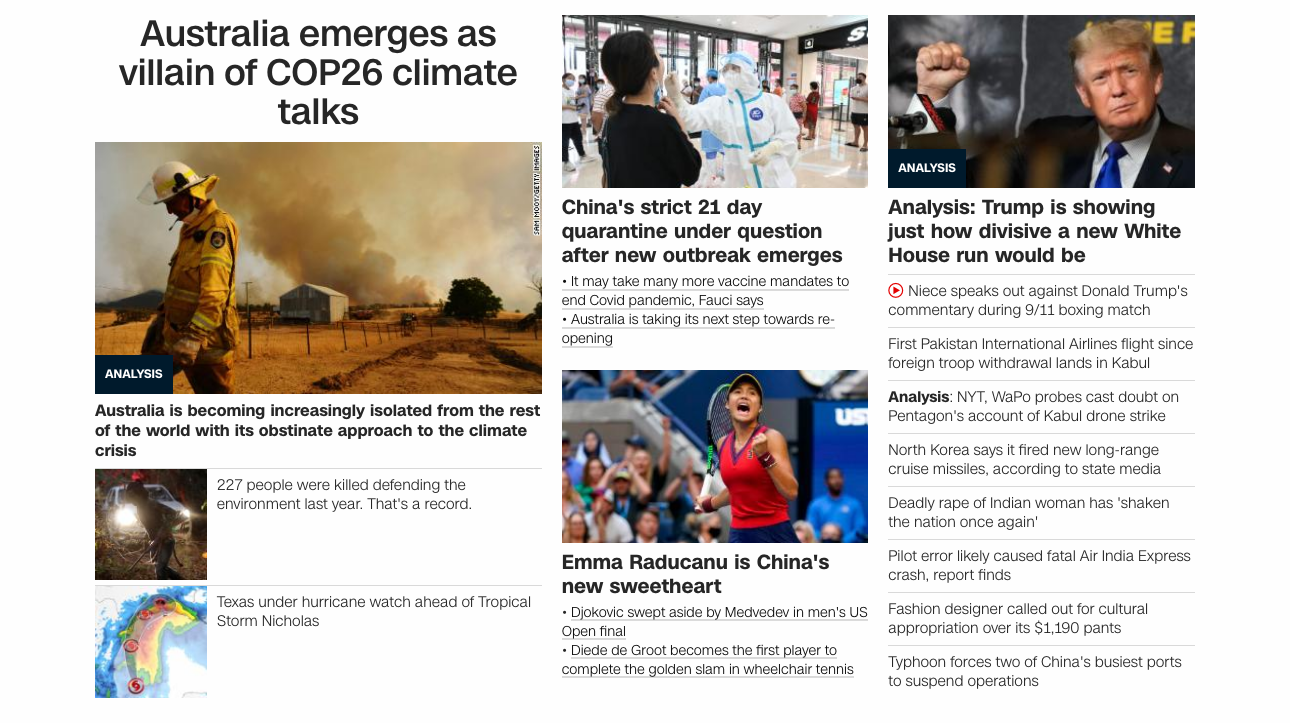 Australia emerges as
villain of COP26 climate
talks
SAM MOOY/GETTY IMAGES
ANALYSIS
Australia is becoming increasingly isolated from the rest
of the world with its obstinate approach to the climate
crisis
227 people were killed defending the
environment last year. That's a record.
Texas under hurricane watch ahead of Tropical
Storm Nicholas
China's strict 21 day
quarantine under question
after new outbreak emerges
• It may take many more vaccine mandates to
end Covid pandemic, Fauci says
• Australia is taking its next step towards re-
opening
US
Emma Raducanu is China's
new sweetheart
• Djokovic swept aside by Medvedev in men's US
Open final
• Diede de Groot becomes the first player to
complete the golden slam in wheelchair tennis
ANALYSIS
Analysis: Trump is showing
just how divisive a new White
House run would be
Niece speaks out against Donald Trump's
commentary during 9/11 boxing match
First Pakistan International Airlines flight since
foreign troop withdrawal lands in Kabul
Analysis: NYT, WaPo probes cast doubt on
Pentagon's account of Kabul drone strike
North Korea says it fired new long-range
cruise missiles, according to state media
Deadly rape of Indian woman has 'shaken
the nation once again'
Pilot error likely caused fatal Air India Express
crash, report finds
Fashion designer called out for cultural
appropriation over its $1,190 pants
Typhoon forces two of China's busiest ports
to suspend operations